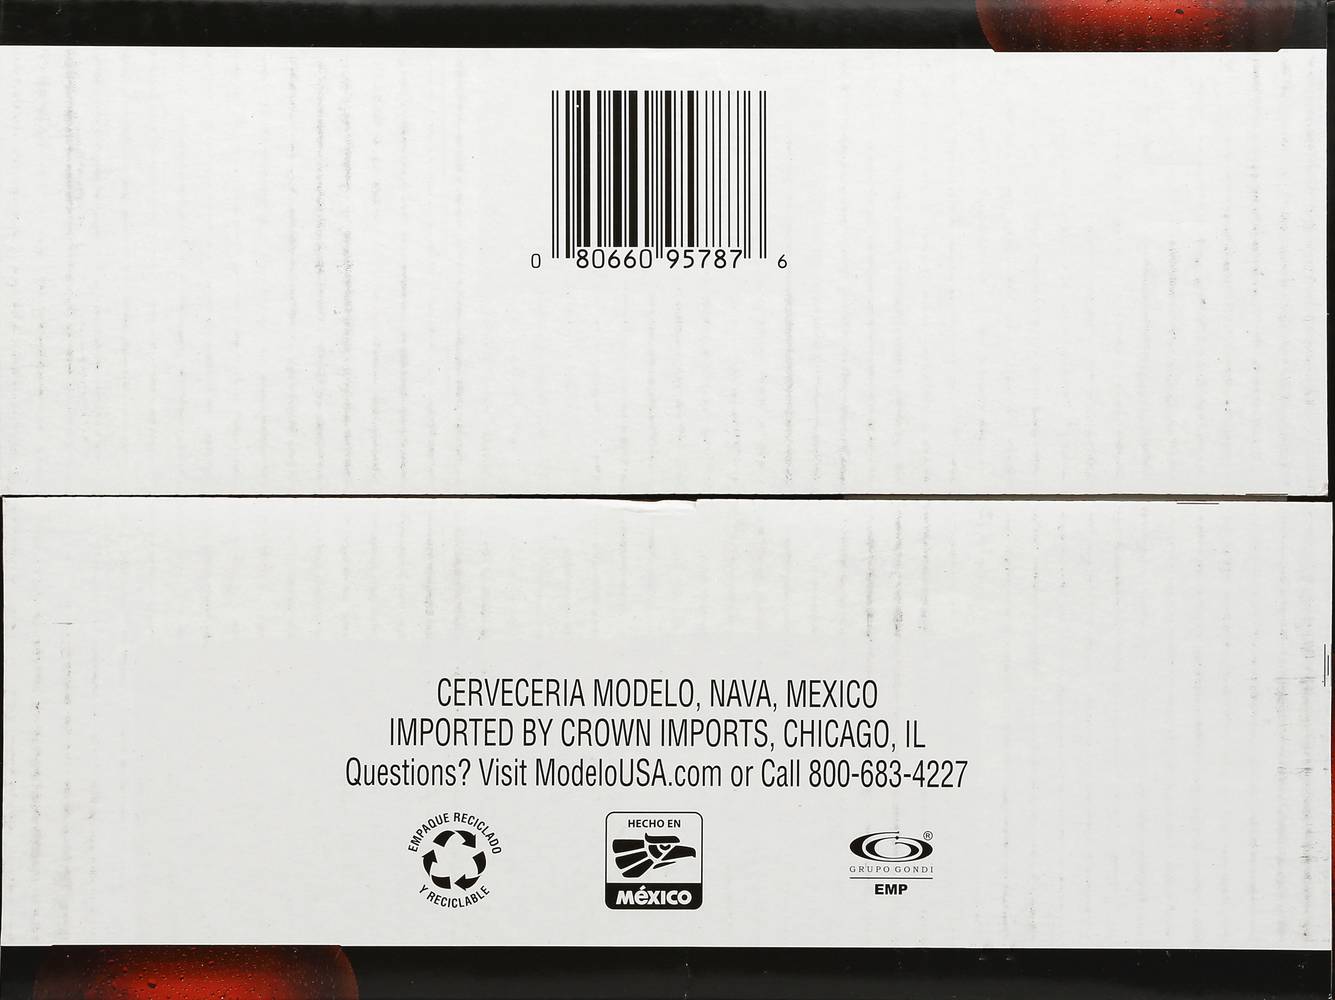 0 80660 95787 6
CERVECERIA MODELO, NAVA, MEXICO
IMPORTED BY CROWN IMPORTS, CHICAGO, IL
Questions? Visit ModeloUSA.com or Call 800-683-4227
EMPAQUE RECICLADO
Y RECICLABLE
HECHO EN
México
®
GRUPO GONDI
EMP